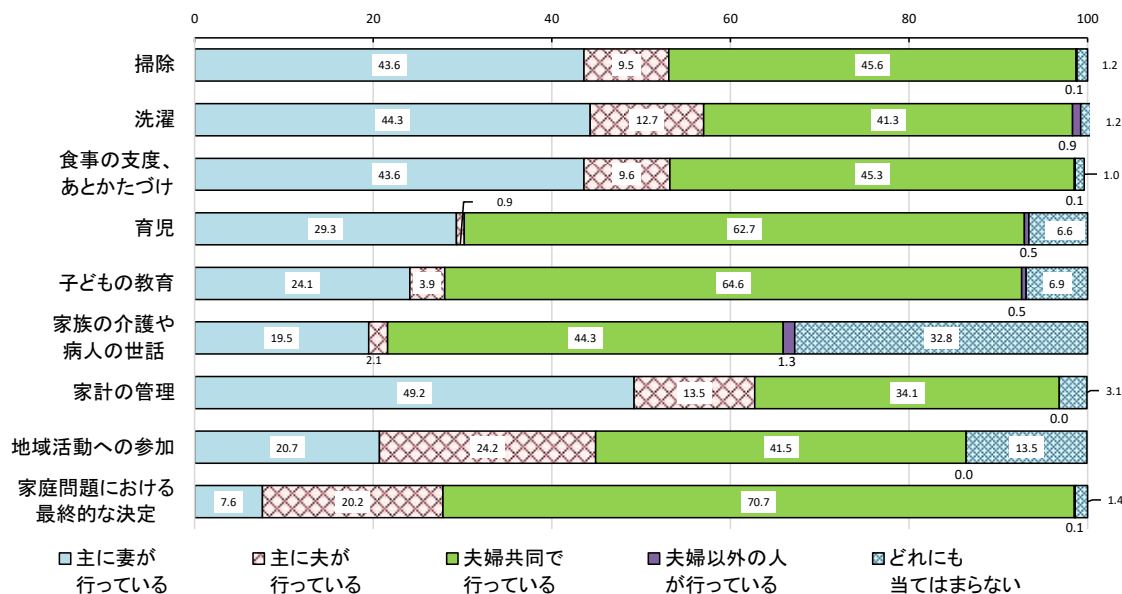 0 20 40 60 80 100
掃除 43.6 9.5 45.6 0.1 1.2
洗濯 44.3 12.7 41.3 0.9 1.2
食事の支度、
あとかたづけ 43.6 9.6 45.3 0.1 1.0
育児 29.3 0.9 62.7 0.5 6.6
子どもの教育 24.1 3.9 64.6 0.5 6.9
家族の介護や
病人の世話 19.5 2.1 44.3 1.3 32.8
家計の管理 49.2 13.5 34.1 0.0 3.1
地域活動への参加 20.7 24.2 41.5 0.0 13.5
家庭問題における
最終的な決定 7.6 20.2 70.7 0.1 1.4
主に妻が
行っている
主に夫が
行っている
夫婦共同で
行っている
夫婦以外の人
が行っている
どれにも
当てはまらない